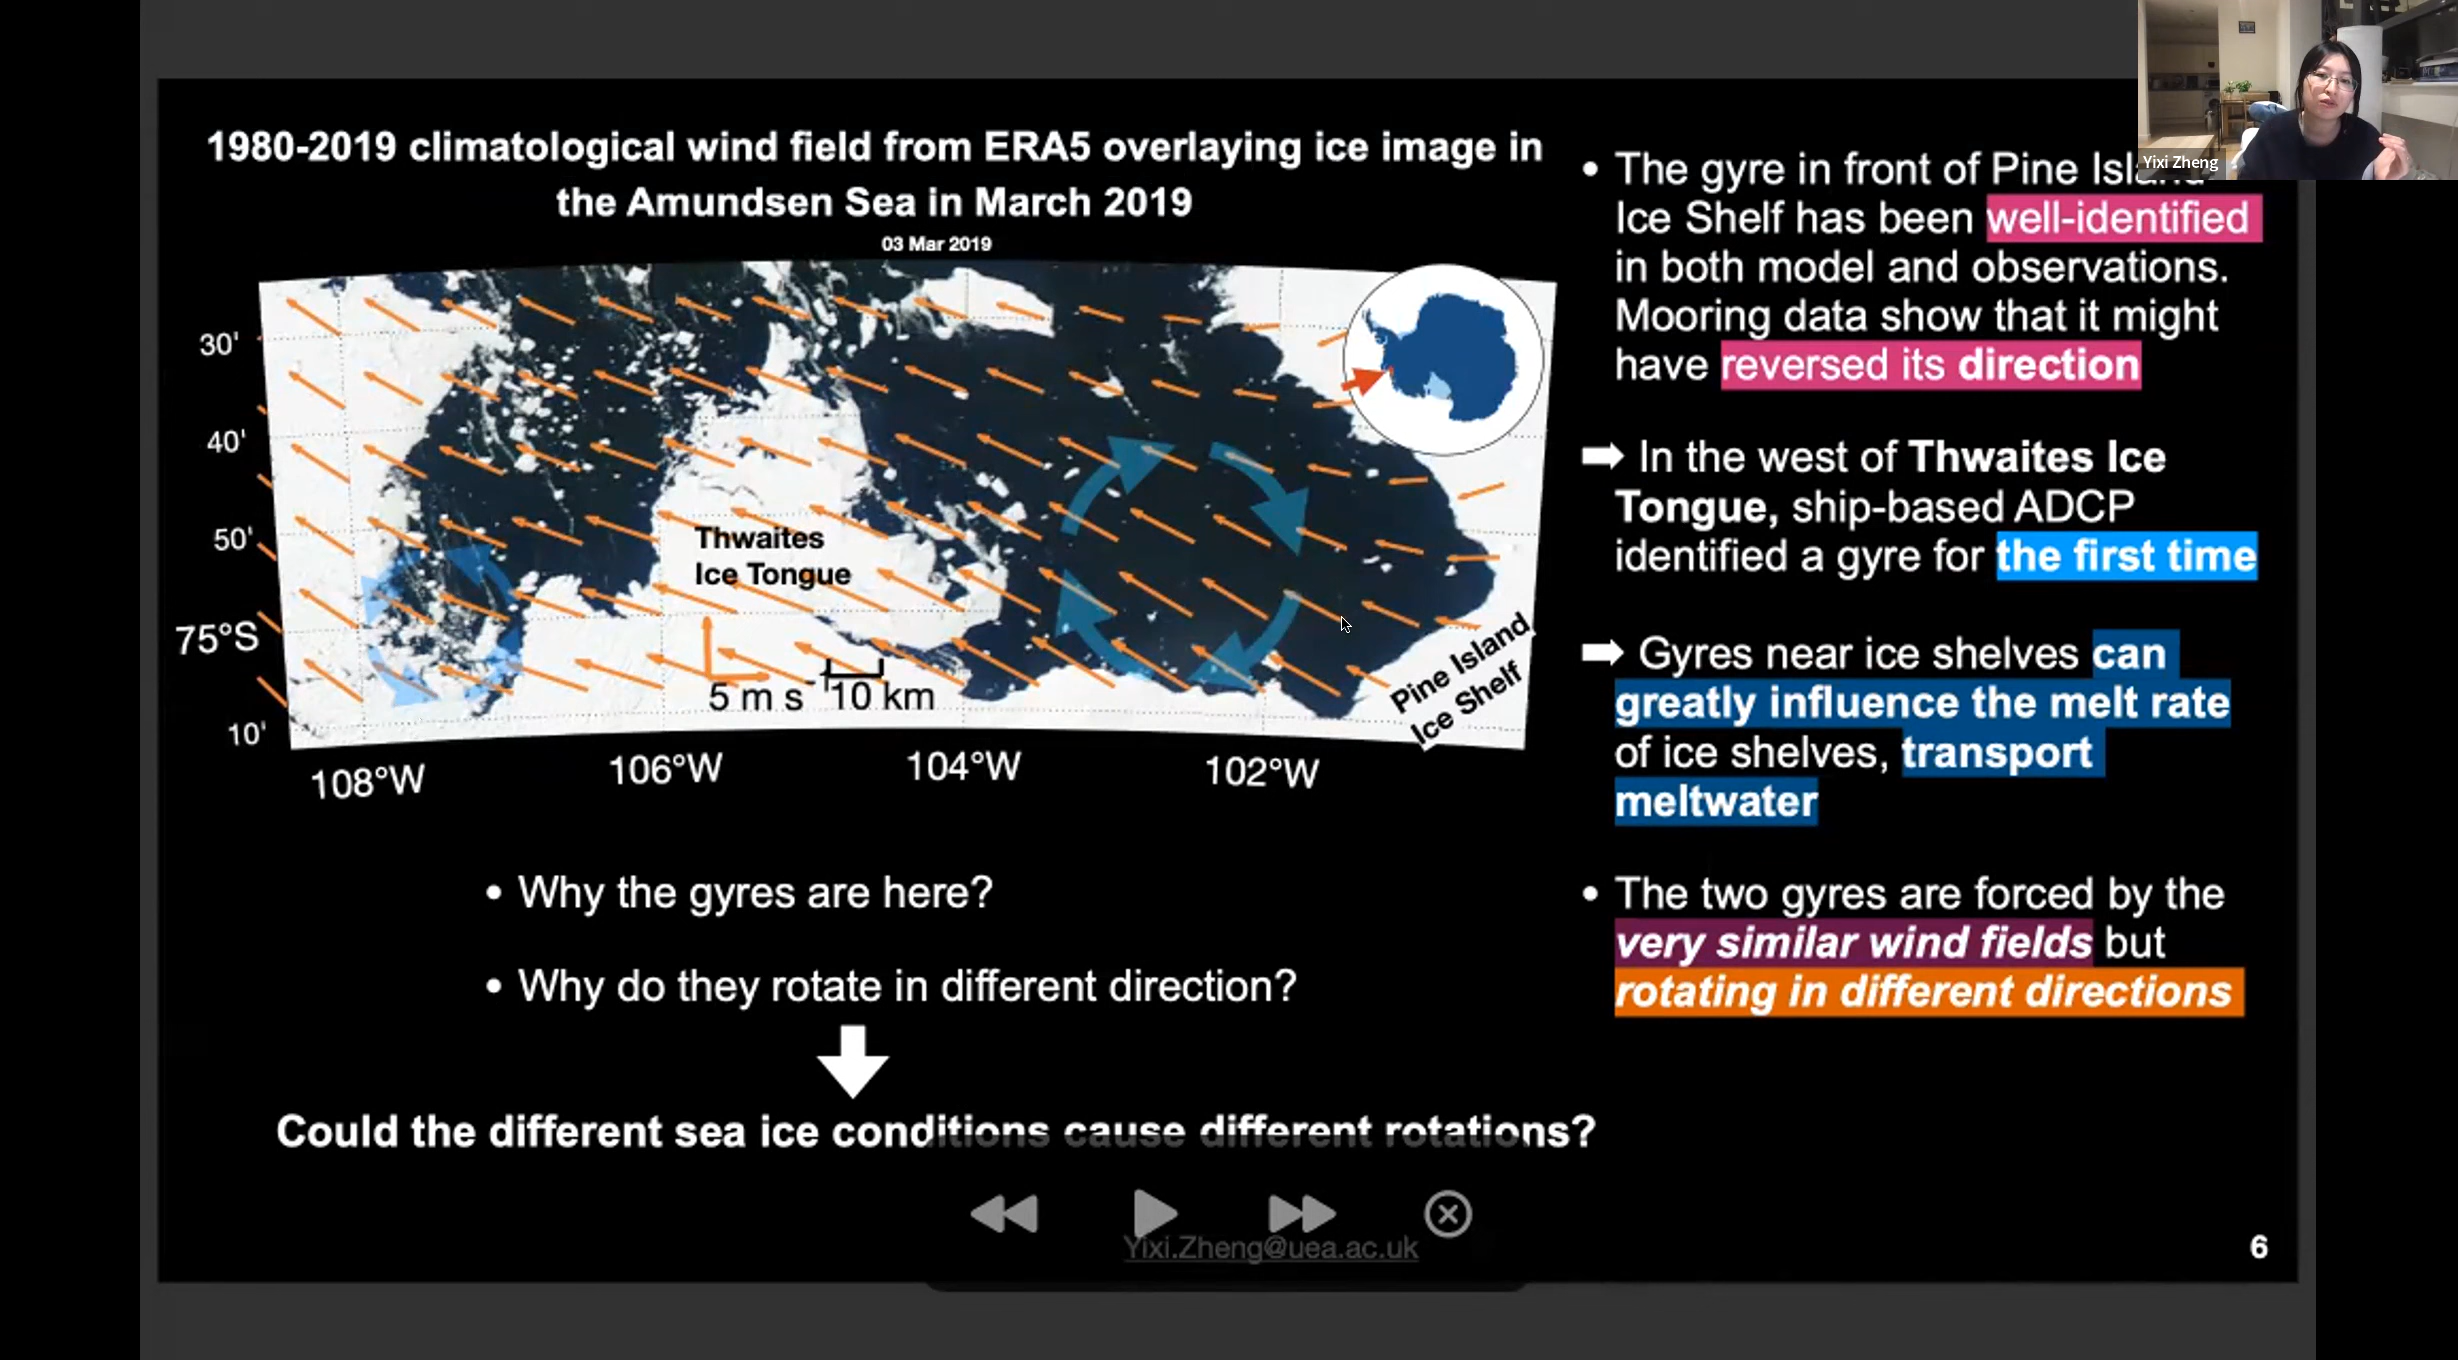 Yixi Zheng
1980-2019 climatological wind field from ERA5 overlaying ice image in
the Amundsen Sea in March 2019
03 Mar 2019
30'
40'
50'
75°S
10'
108°W
106°W
104°W
102°W
Thwaites
Ice Tongue
5 m s⁻¹
10 km
Pine Island
Ice Shelf
• Why the gyres are here?
• Why do they rotate in different direction?
Could the different sea ice conditions cause different rotations?
• The gyre in front of Pine Island
Ice Shelf has been well-identified
in both model and observations.
Mooring data show that it might
have reversed its direction
➡ In the west of Thwaites Ice
Tongue, ship-based ADCP
identified a gyre for the first time
➡ Gyres near ice shelves can
greatly influence the melt rate
of ice shelves, transport
meltwater
• The two gyres are forced by the
very similar wind fields but
rotating in different directions
Yixi.Zheng@uea.ac.uk
6